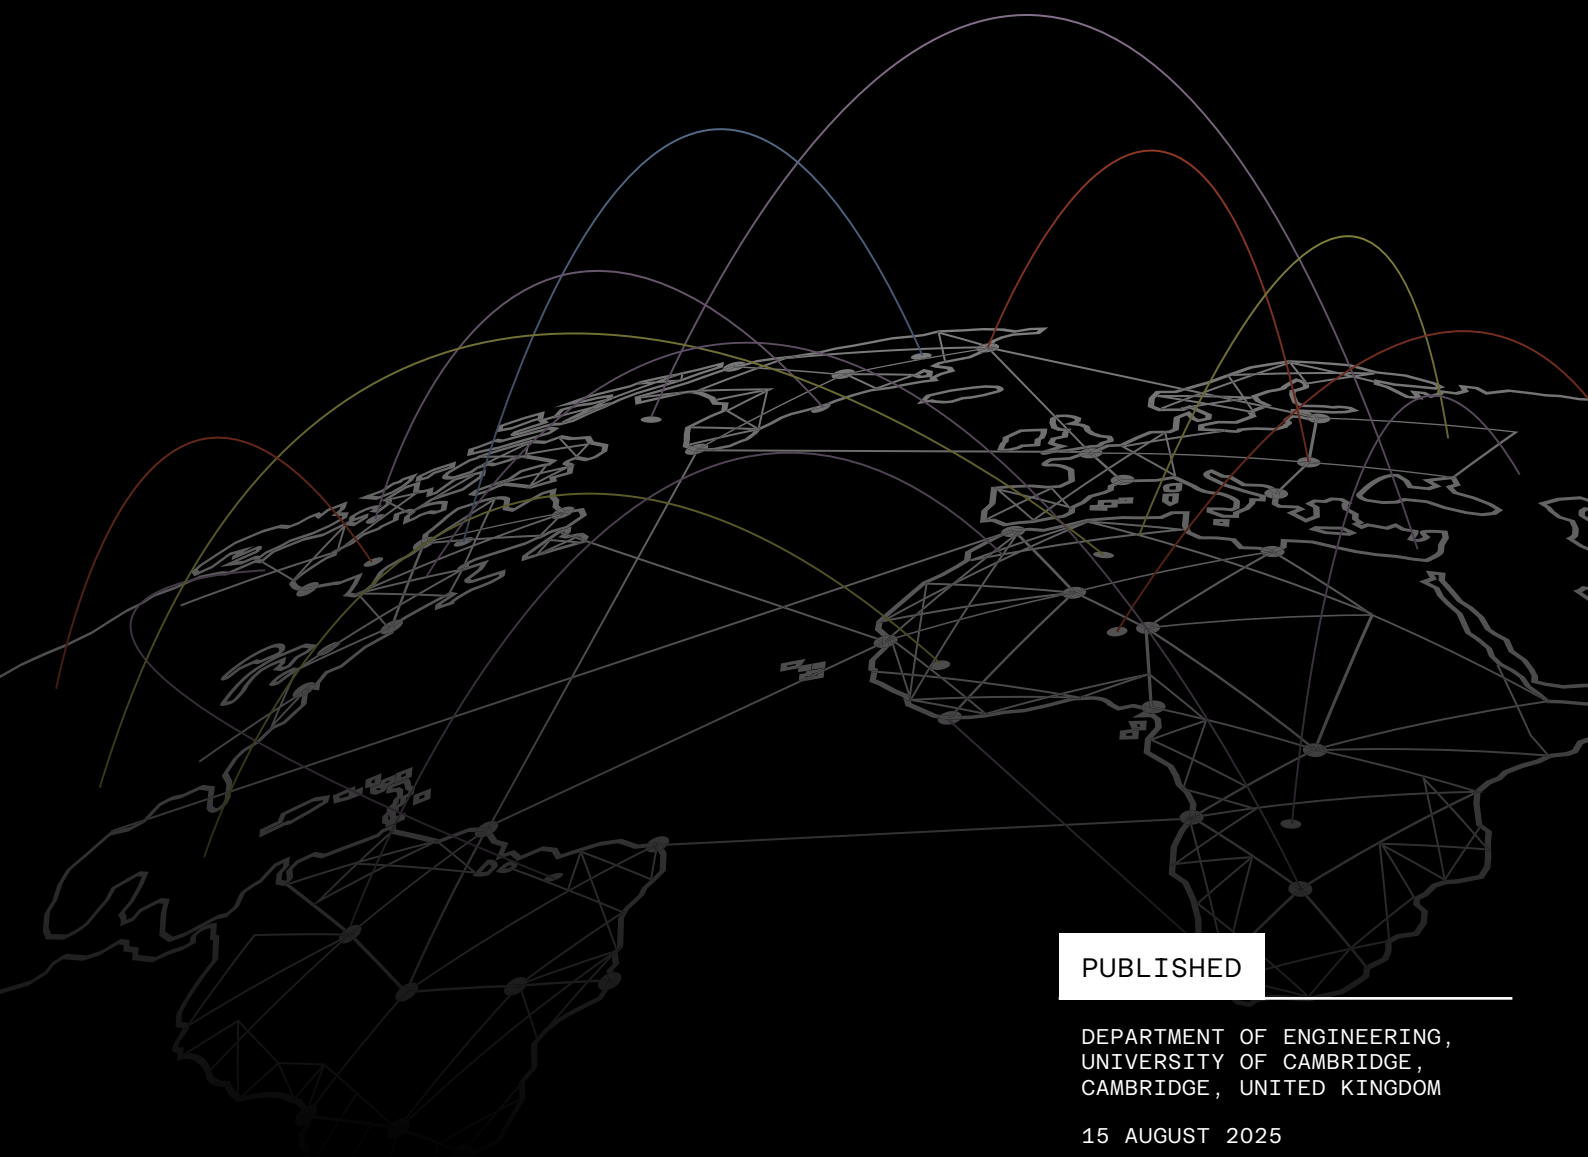 PUBLISHED
DEPARTMENT OF ENGINEERING,
UNIVERSITY OF CAMBRIDGE,
CAMBRIDGE, UNITED KINGDOM
15 AUGUST 2025